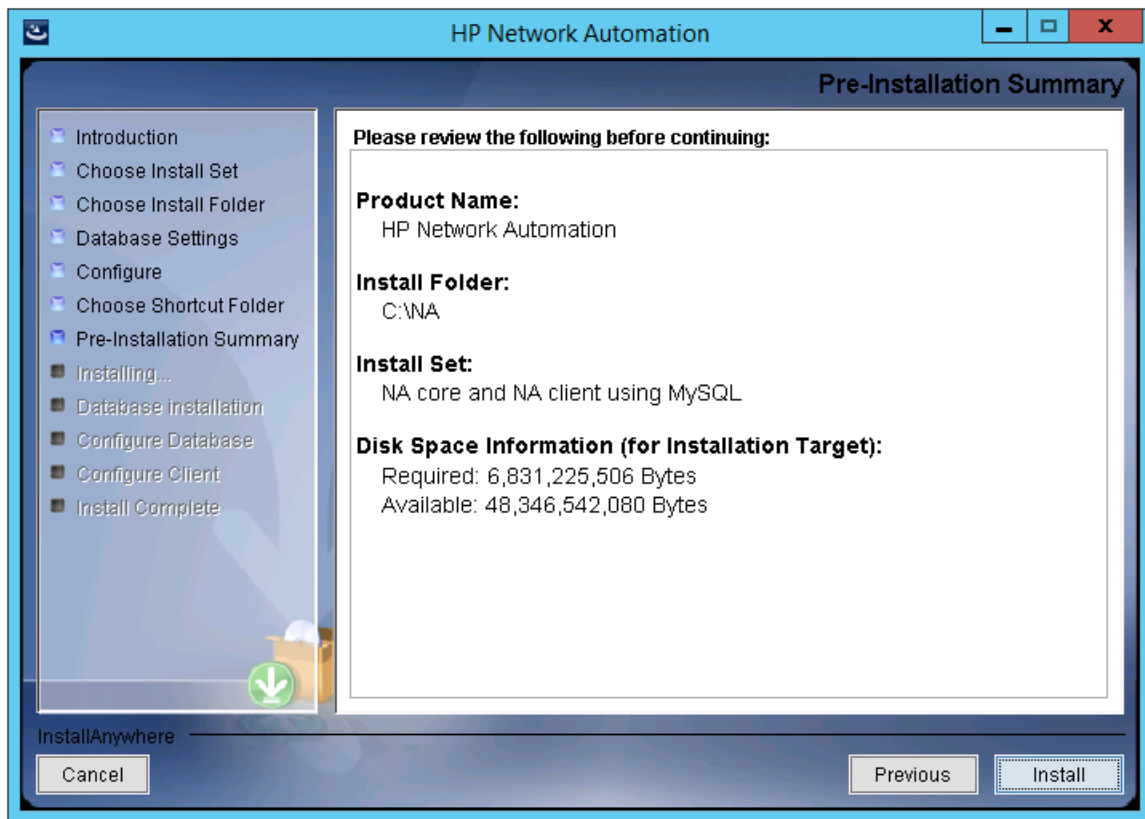 HP Network Automation
Pre-Installation Summary
Introduction
Choose Install Set
Choose Install Folder
Database Settings
Configure
Choose Shortcut Folder
Pre-Installation Summary
Installing...
Database installation
Configure Database
Configure Client
Install Complete
Please review the following before continuing:
Product Name:
HP Network Automation
Install Folder:
C:\NA
Install Set:
NA core and NA client using MySQL
Disk Space Information (for Installation Target):
Required: 6,831,225,506 Bytes
Available: 48,346,542,080 Bytes
InstallAnywhere
Cancel
Previous
Install